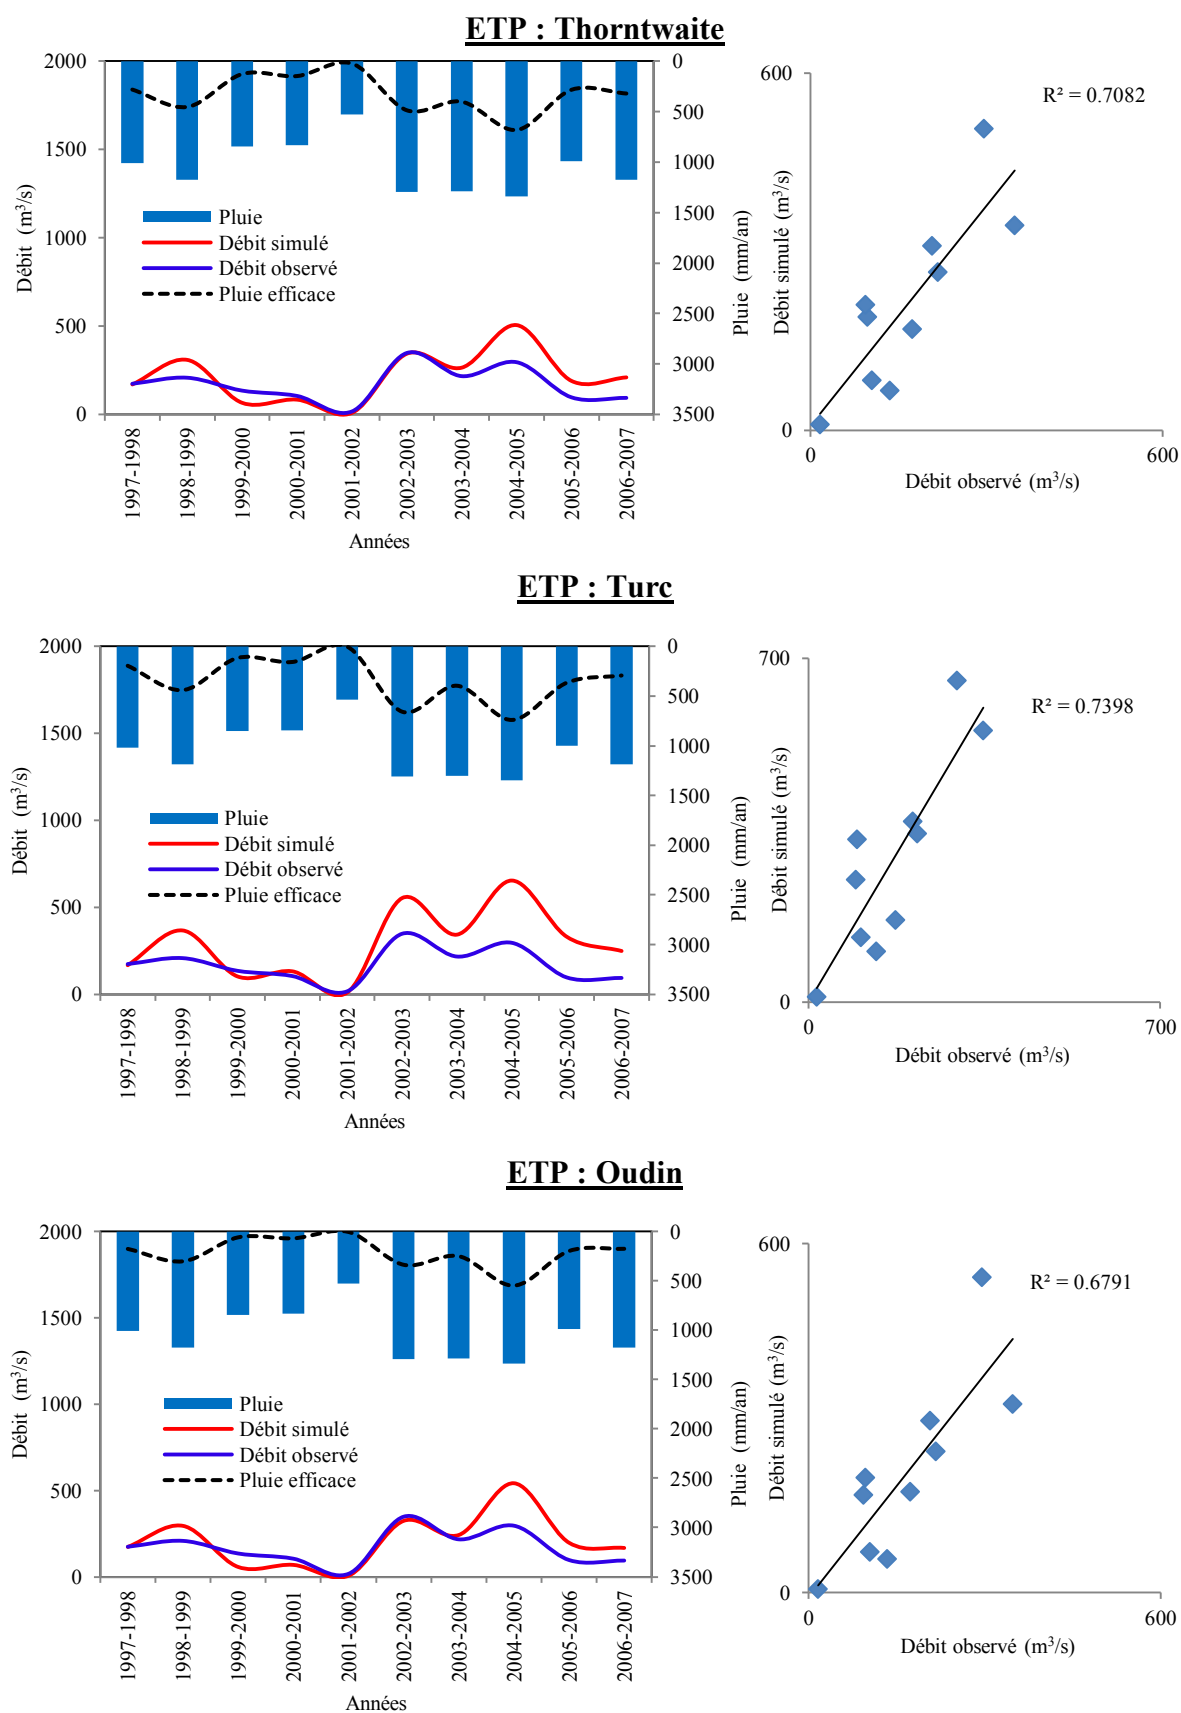 ETP : Thorntwaite
2000
1500
1000
500
0
Débit (m³/s)
0
500
1000
1500
2000
2500
3000
3500
Pluie (mm/an)
Pluie
Débit simulé
Débit observé
Pluie efficace
1997-1998
1998-1999
1999-2000
2000-2001
2001-2002
2002-2003
2003-2004
2004-2005
2005-2006
2006-2007
Années
600
0
Débit simulé (m³/s)
R² = 0.7082
0
600
Débit observé (m³/s)
ETP : Turc
2000
1500
1000
500
0
Débit (m³/s)
0
500
1000
1500
2000
2500
3000
3500
Pluie (mm/an)
Pluie
Débit simulé
Débit observé
Pluie efficace
1997-1998
1998-1999
1999-2000
2000-2001
2001-2002
2002-2003
2003-2004
2004-2005
2005-2006
2006-2007
Années
700
0
Débit simulé (m³/s)
R² = 0.7398
0
700
Débit observé (m³/s)
ETP : Oudin
2000
1500
1000
500
0
Débit (m³/s)
0
500
1000
1500
2000
2500
3000
3500
Pluie (mm/an)
Pluie
Débit simulé
Débit observé
Pluie efficace
1997-1998
1998-1999
1999-2000
2000-2001
2001-2002
2002-2003
2003-2004
2004-2005
2005-2006
2006-2007
Années
600
0
Débit simulé (m³/s)
R² = 0.6791
0
600
Débit observé (m³/s)